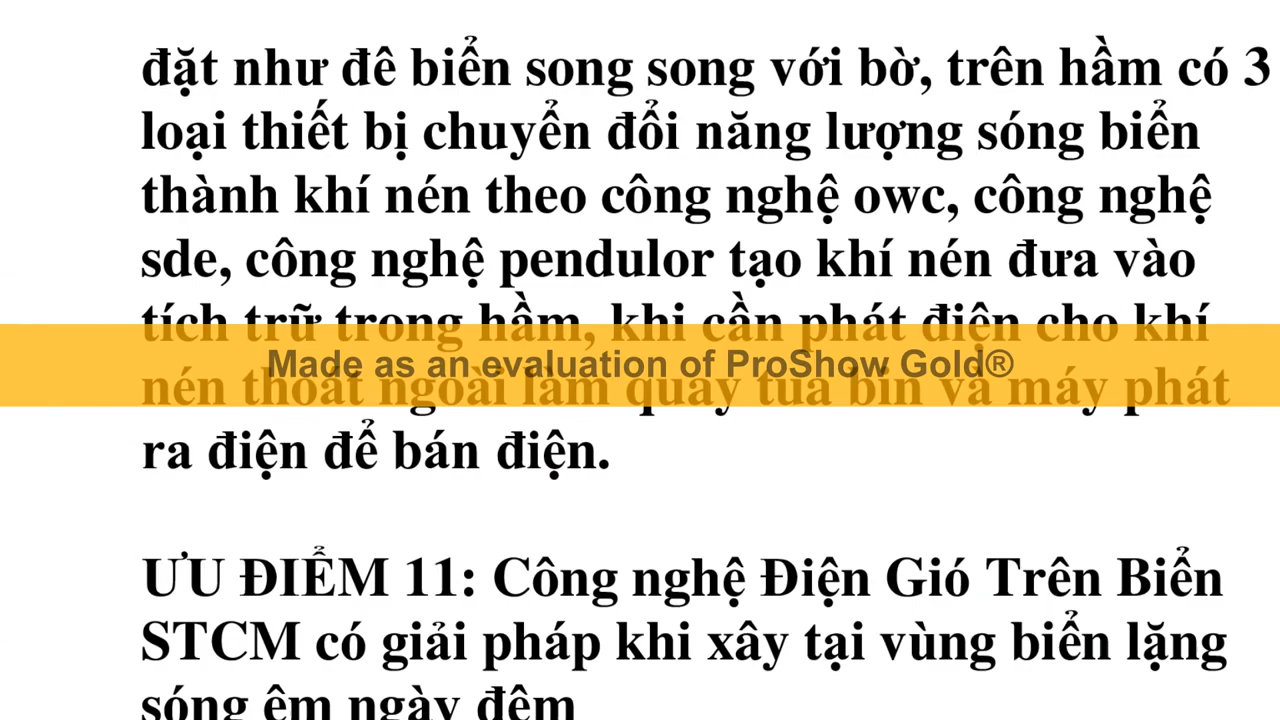 đặt như đê biển song song với bờ, trên hầm có 3
loại thiết bị chuyển đổi năng lượng sóng biển
thành khí nén theo công nghệ owc, công nghệ
sde, công nghệ pendulor tạo khí nén đưa vào
tích trữ trong hầm, khi cần phát điện cho khí
Made as an evaluation of ProShow Gold®
nén thoát ngoài làm quay tua bin và máy phát
ra điện để bán điện.
ƯU ĐIỂM 11: Công nghệ Điện Gió Trên Biển
STCM có giải pháp khi xây tại vùng biển lặng
sóng êm ngày đêm